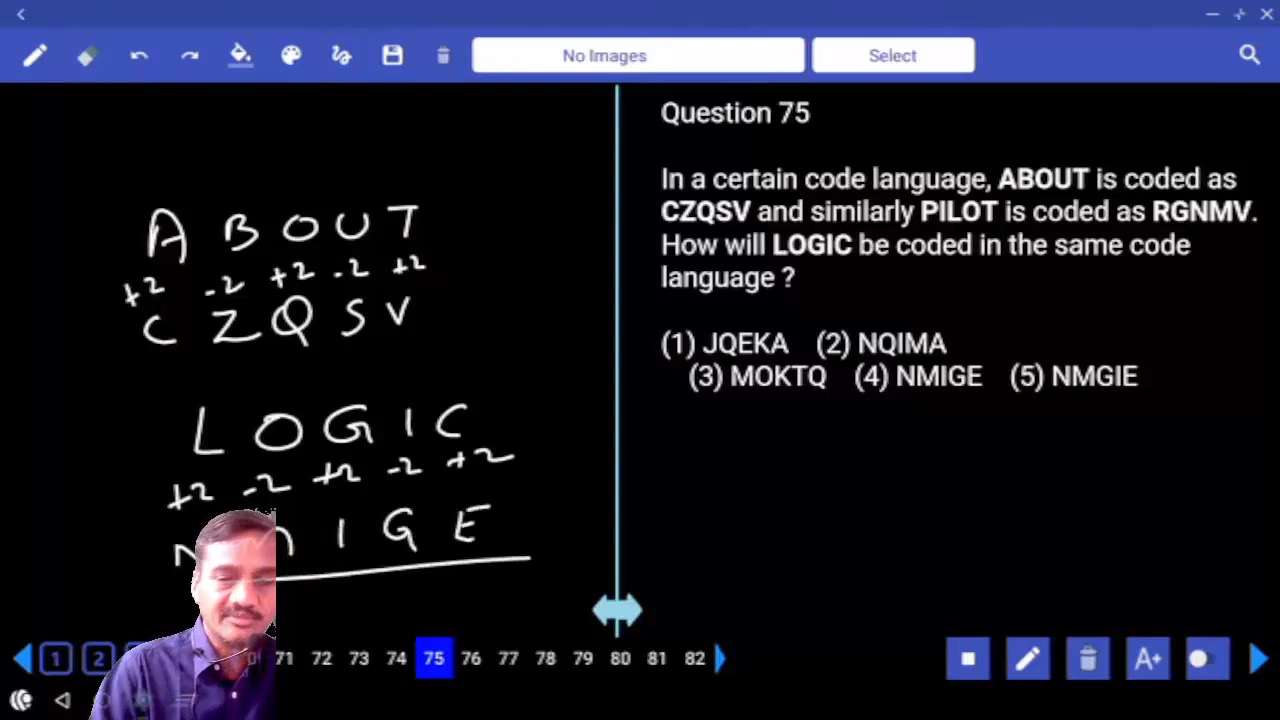 No Images
Select
Question 75
In a certain code language, ABOUT is coded as
CZQSV and similarly PILOT is coded as RGNMV.
How will LOGIC be coded in the same code
language ?
(1) JQEKA (2) NQIMA
(3) MOKTQ (4) NMIGE (5) NMGIE
A B O U T
+2 -2 +2 -2 +2
C Z Q S V
L O G I C
+2 -2 +2 -2 +2
I G E
1 2 71 72 73 74 75 76 77 78 79 80 81 82
A+